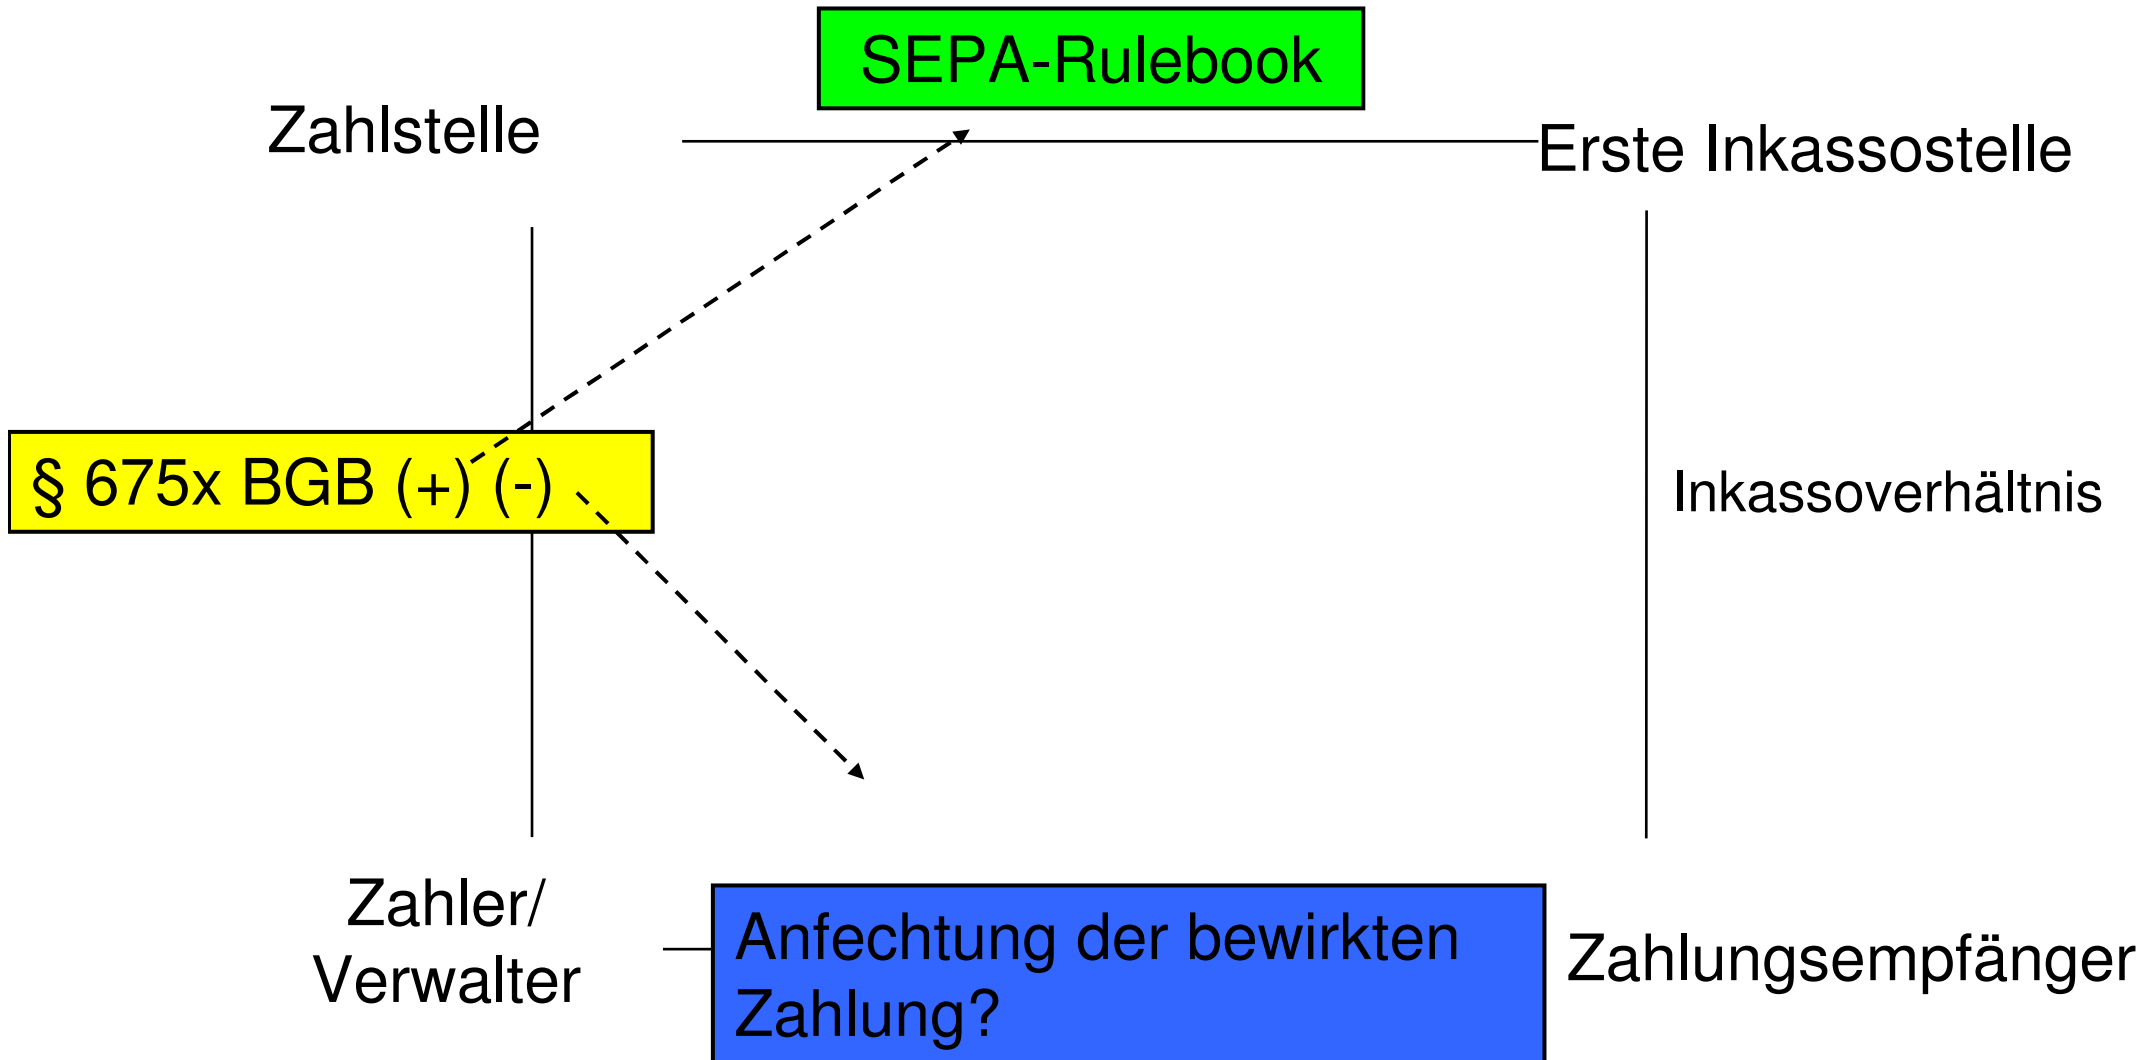 SEPA-Rulebook
Zahlstelle
Erste Inkassostelle
§ 675x BGB (+) (-)
Inkassoverhältnis
Zahler/
Verwalter
Anfechtung der bewirkten
Zahlung?
Zahlungsempfänger